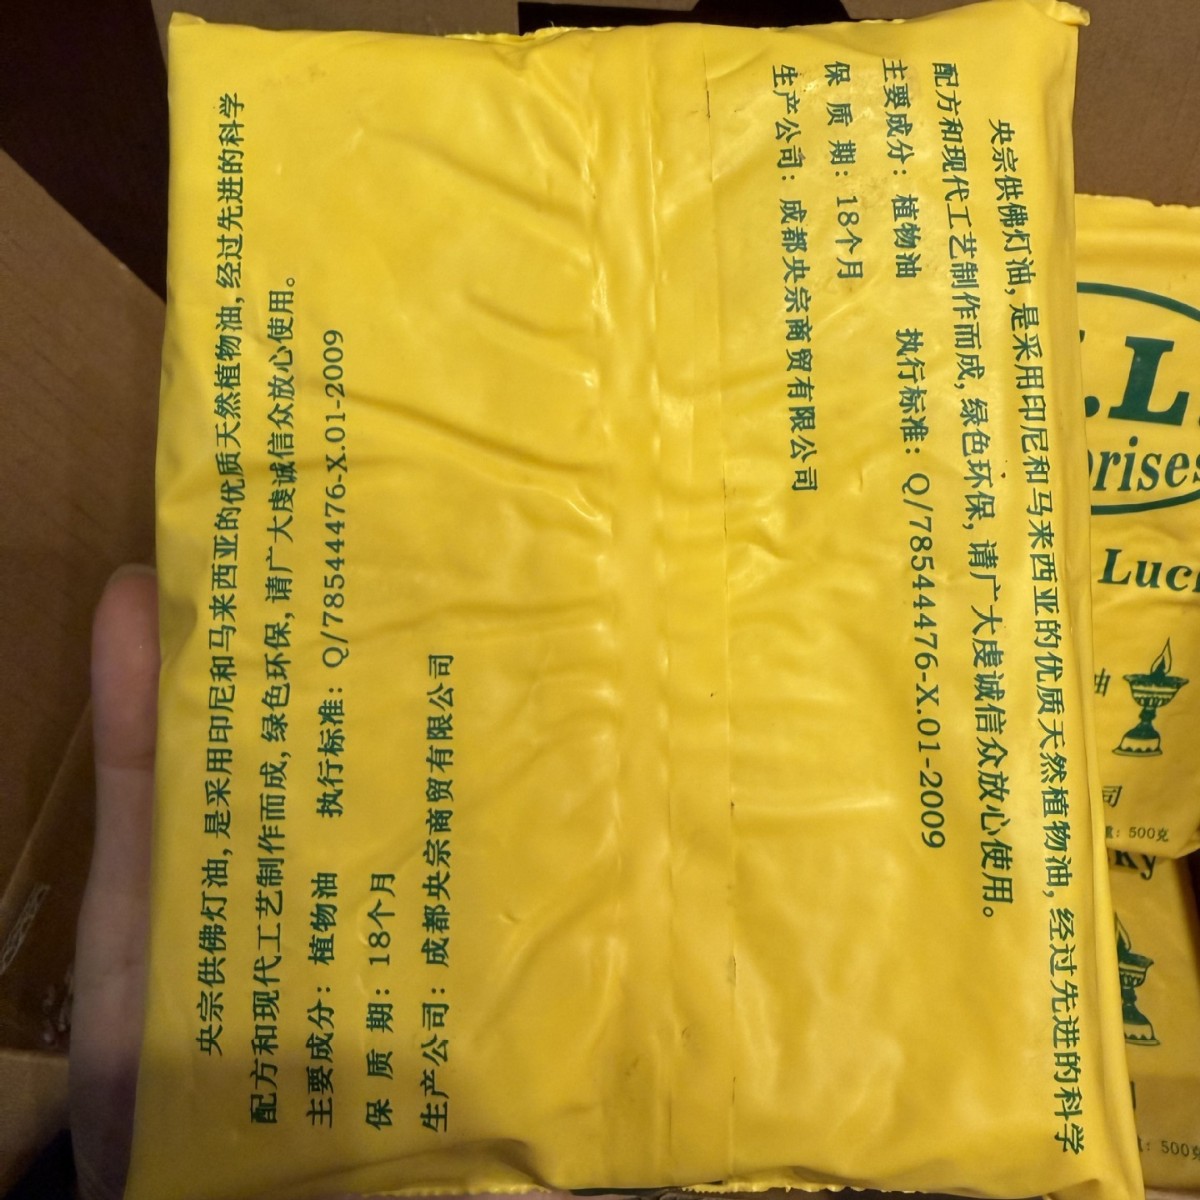 央宗供佛灯油,是采用印尼和马来西亚的优质天然植物油,经过先进的科学
配方和现代工艺制作而成,绿色环保,请广大虔诚信众放心使用。
主要成分:植物油 执行标准:Q/78544476-X.01-2009
保 质 期:18个月
生产公司:成都央宗商贸有限公司
央宗供佛灯油,是采用印尼和马来西亚的优质天然植物油,经过先进的科学
配方和现代工艺制作而成,绿色环保,请广大虔诚信众放心使用。
主要成分:植物油 执行标准:Q/78544476-X.01-2009
保 质 期:18个月
生产公司:成都央宗商贸有限公司
.L
prises
Luc
油
司
: 500克
ky
: 500克